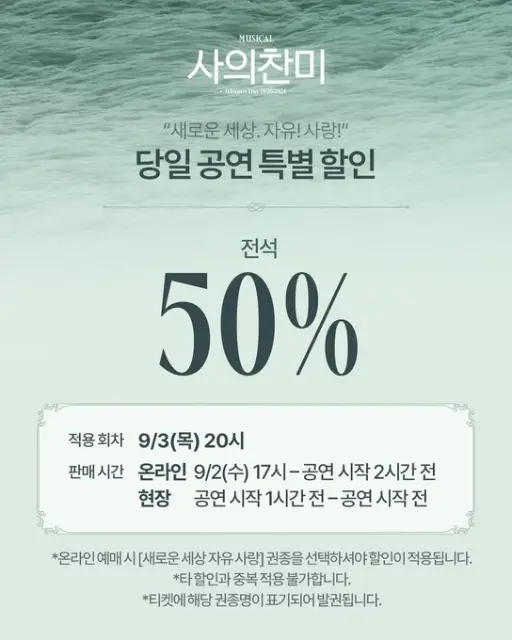 MUSICAL
사의찬미
"새로운 세상. 자유! 사랑!"
당일 공연 특별 할인
전석
50%
적용 회차 9/3(목) 20시
판매 시간 온라인 9/2(수) 17시 – 공연 시작 2시간 전
현장 공연 시작 1시간 전 – 공연 시작 전
*온라인 예매 시 [새로운 세상 자유 사랑] 권종을 선택하셔야 할인이 적용됩니다.
*타 할인과 중복 적용 불가합니다.
*티켓에 해당 권종명이 표기되어 발권됩니다.